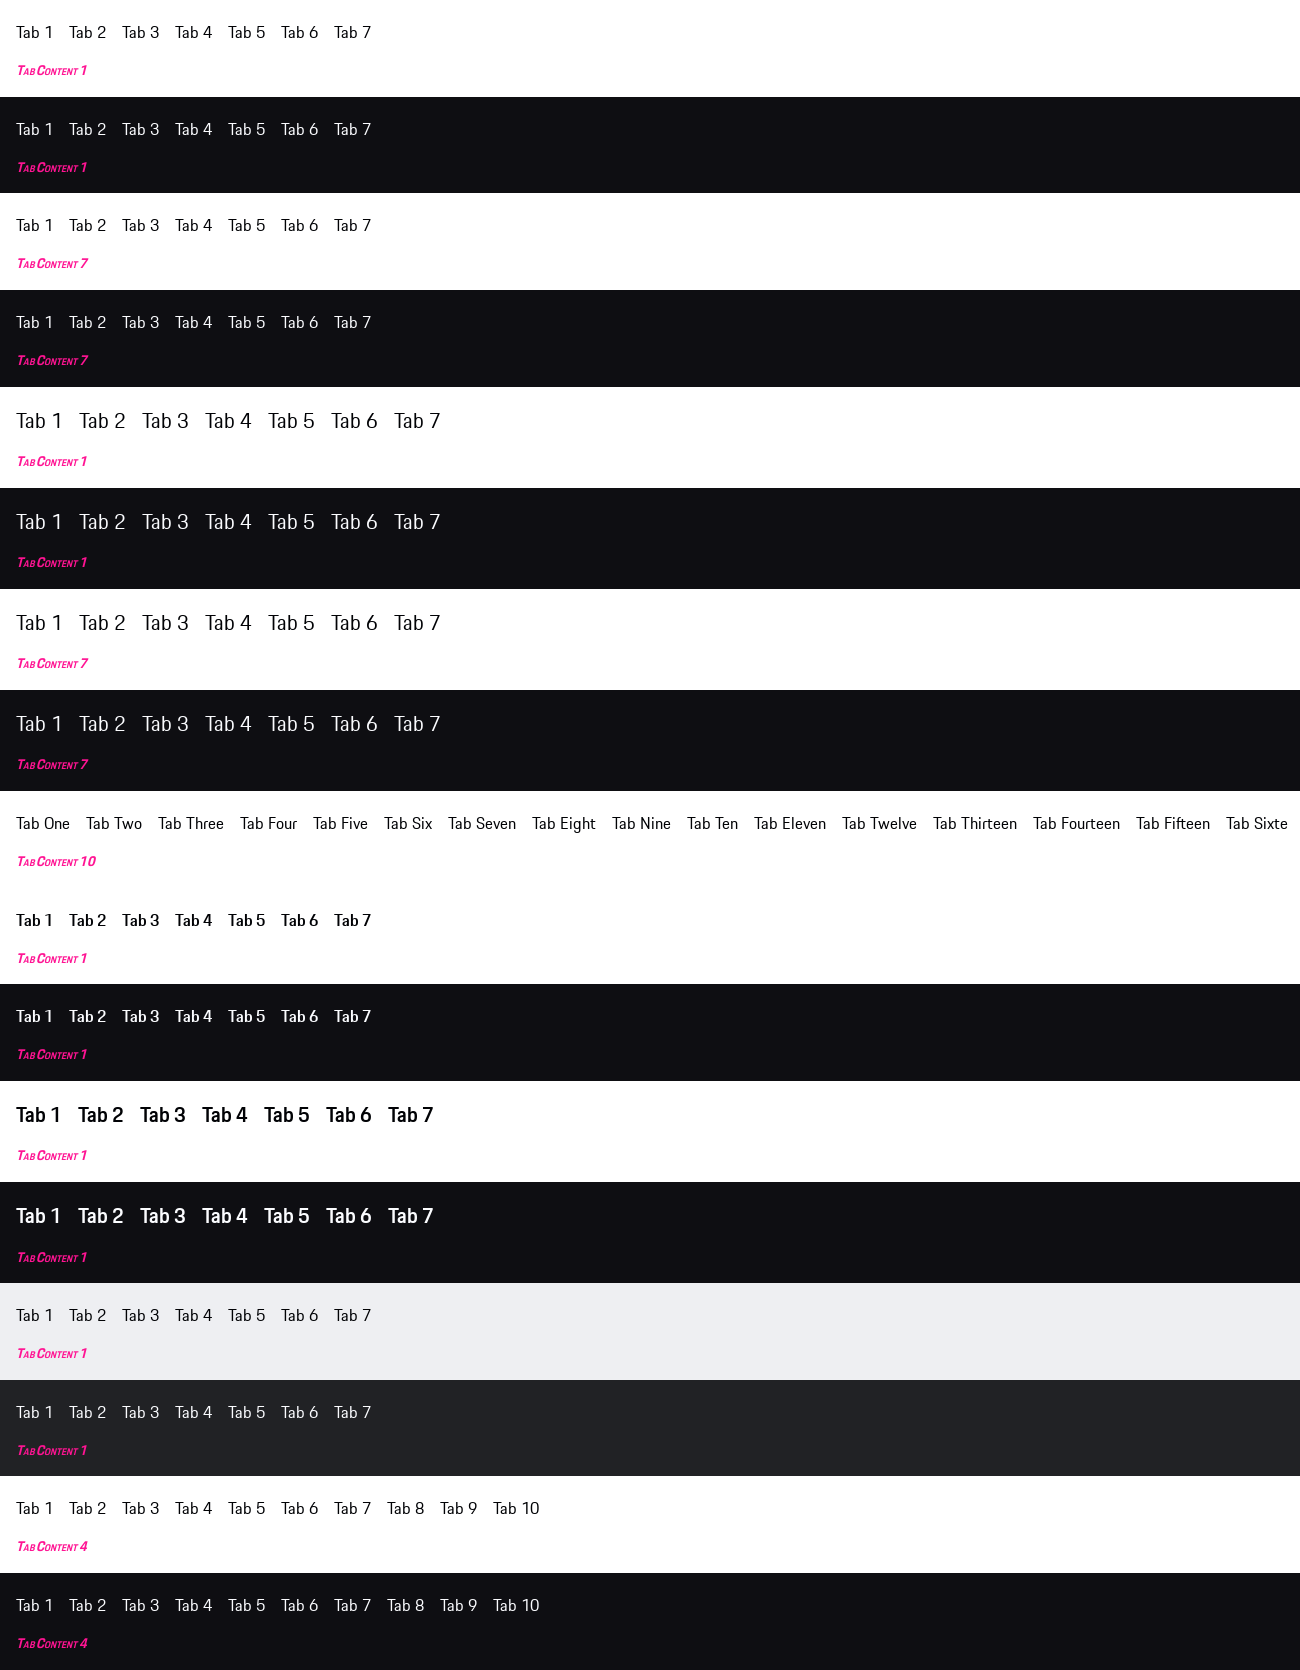 Tab 1 Tab 2 Tab 3 Tab 4 Tab 5 Tab 6 Tab 7
Tab Content 1
Tab 1 Tab 2 Tab 3 Tab 4 Tab 5 Tab 6 Tab 7
Tab Content 1
Tab 1 Tab 2 Tab 3 Tab 4 Tab 5 Tab 6 Tab 7
Tab Content 7
Tab 1 Tab 2 Tab 3 Tab 4 Tab 5 Tab 6 Tab 7
Tab Content 7
Tab 1 Tab 2 Tab 3 Tab 4 Tab 5 Tab 6 Tab 7
Tab Content 1
Tab 1 Tab 2 Tab 3 Tab 4 Tab 5 Tab 6 Tab 7
Tab Content 1
Tab 1 Tab 2 Tab 3 Tab 4 Tab 5 Tab 6 Tab 7
Tab Content 7
Tab 1 Tab 2 Tab 3 Tab 4 Tab 5 Tab 6 Tab 7
Tab Content 7
Tab One Tab Two Tab Three Tab Four Tab Five Tab Six Tab Seven Tab Eight Tab Nine Tab Ten Tab Eleven Tab Twelve Tab Thirteen Tab Fourteen Tab Fifteen Tab Sixte
Tab Content 10
Tab 1 Tab 2 Tab 3 Tab 4 Tab 5 Tab 6 Tab 7
Tab Content 1
Tab 1 Tab 2 Tab 3 Tab 4 Tab 5 Tab 6 Tab 7
Tab Content 1
Tab 1 Tab 2 Tab 3 Tab 4 Tab 5 Tab 6 Tab 7
Tab Content 1
Tab 1 Tab 2 Tab 3 Tab 4 Tab 5 Tab 6 Tab 7
Tab Content 1
Tab 1 Tab 2 Tab 3 Tab 4 Tab 5 Tab 6 Tab 7
Tab Content 1
Tab 1 Tab 2 Tab 3 Tab 4 Tab 5 Tab 6 Tab 7
Tab Content 1
Tab 1 Tab 2 Tab 3 Tab 4 Tab 5 Tab 6 Tab 7 Tab 8 Tab 9 Tab 10
Tab Content 4
Tab 1 Tab 2 Tab 3 Tab 4 Tab 5 Tab 6 Tab 7 Tab 8 Tab 9 Tab 10
Tab Content 4